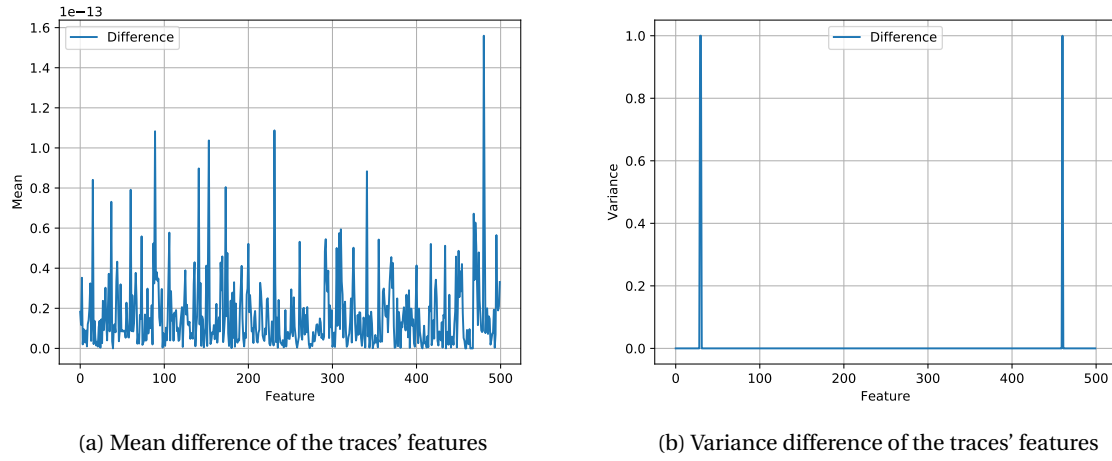 1e−13
1.6
1.4
1.2
1.0
0.8
0.6
0.4
0.2
0.0
Mean
Difference
0 100 200 300 400 500
Feature
(a) Mean difference of the traces’ features
1.0
0.8
0.6
0.4
0.2
0.0
Variance
Difference
0 100 200 300 400 500
Feature
(b) Variance difference of the traces’ features